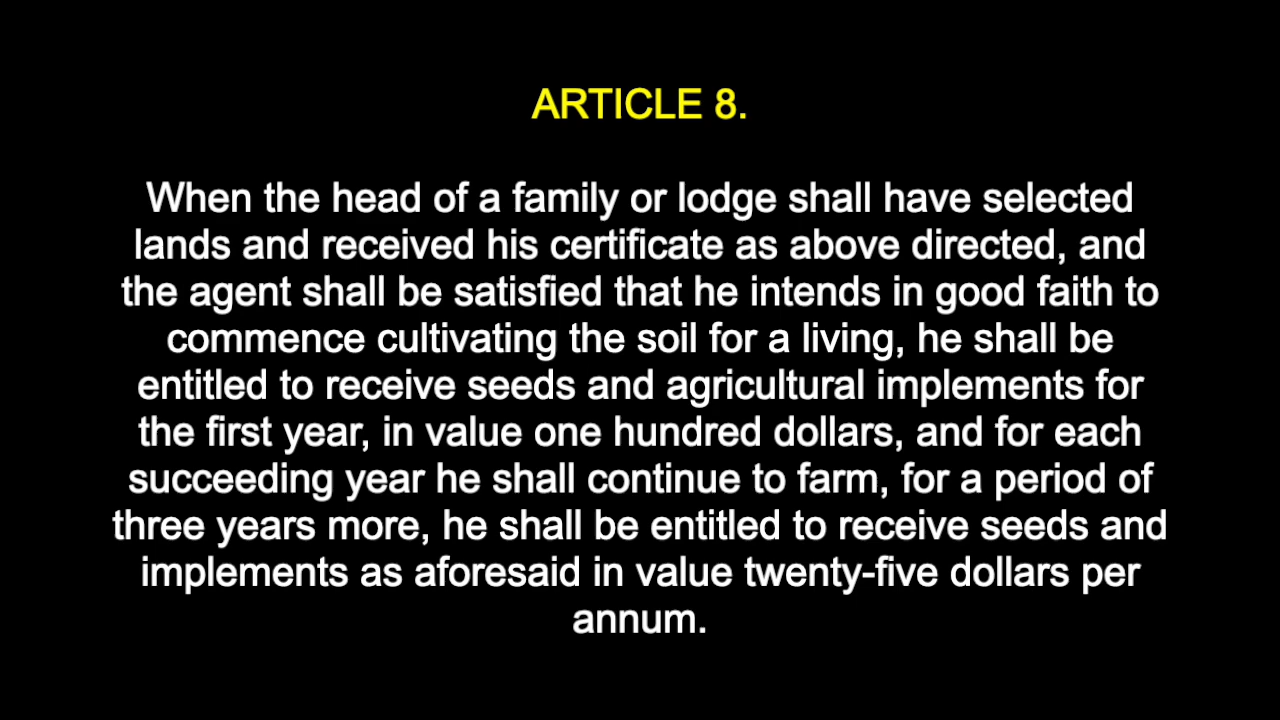 ARTICLE 8.
When the head of a family or lodge shall have selected
lands and received his certificate as above directed, and
the agent shall be satisfied that he intends in good faith to
commence cultivating the soil for a living, he shall be
entitled to receive seeds and agricultural implements for
the first year, in value one hundred dollars, and for each
succeeding year he shall continue to farm, for a period of
three years more, he shall be entitled to receive seeds and
implements as aforesaid in value twenty-five dollars per
annum.